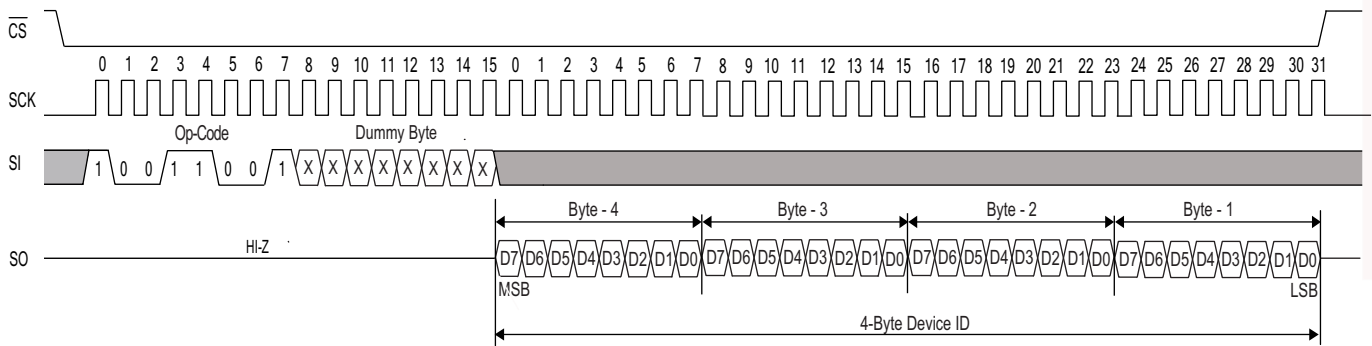 CS
0 1 2 3 4 5 6 7 8 9 10 11 12 13 14 15 0 1 2 3 4 5 6 7 8 9 10 11 12 13 14 15 16 17 18 19 20 21 22 23 24 25 26 27 28 29 30 31
SCK
Op-Code Dummy Byte
SI 1 0 0 1 1 0 0 1 X X X X X X X X
Byte - 4 Byte - 3 Byte - 2 Byte - 1
HI-Z
SO D7 D6 D5 D4 D3 D2 D1 D0 D7 D6 D5 D4 D3 D2 D1 D0 D7 D6 D5 D4 D3 D2 D1 D0 D7 D6 D5 D4 D3 D2 D1 D0
MSB LSB
4-Byte Device ID